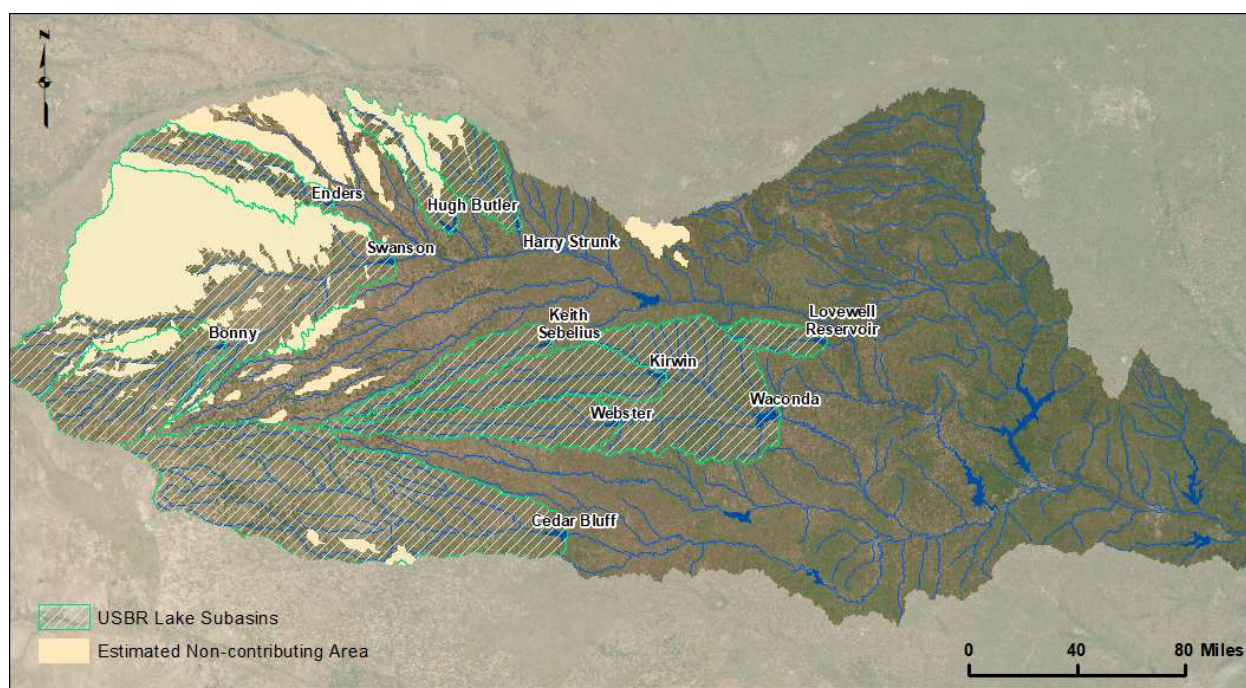 N
Enders
Hugh Butler
Swanson
Harry Strunk
Bonny
Keith
Sebelius
Lovewell
Reservoir
Kirwin
Webster
Waconda
Cedar Bluff
USBR Lake Subasins
Estimated Non-contributing Area
0 40 80 Miles